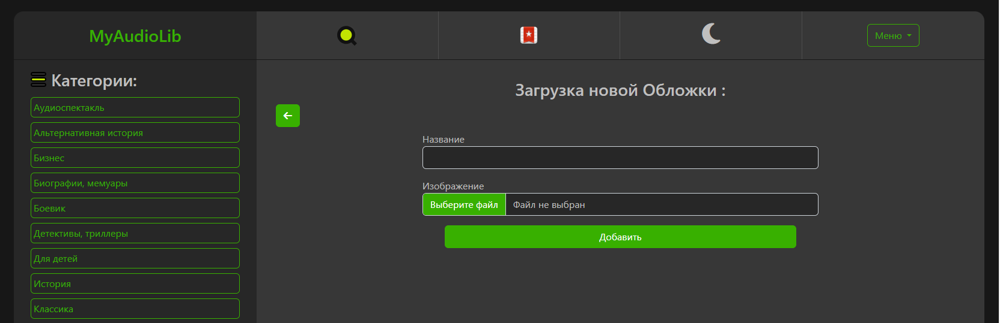 MyAudioLib
Меню
Категории:
Аудиоспектакль
Альтернативная история
Бизнес
Биографии, мемуары
Боевик
Детективы, триллеры
Для детей
История
Классика
Загрузка новой Обложки :
Название
Изображение
Выберите файл Файл не выбран
Добавить